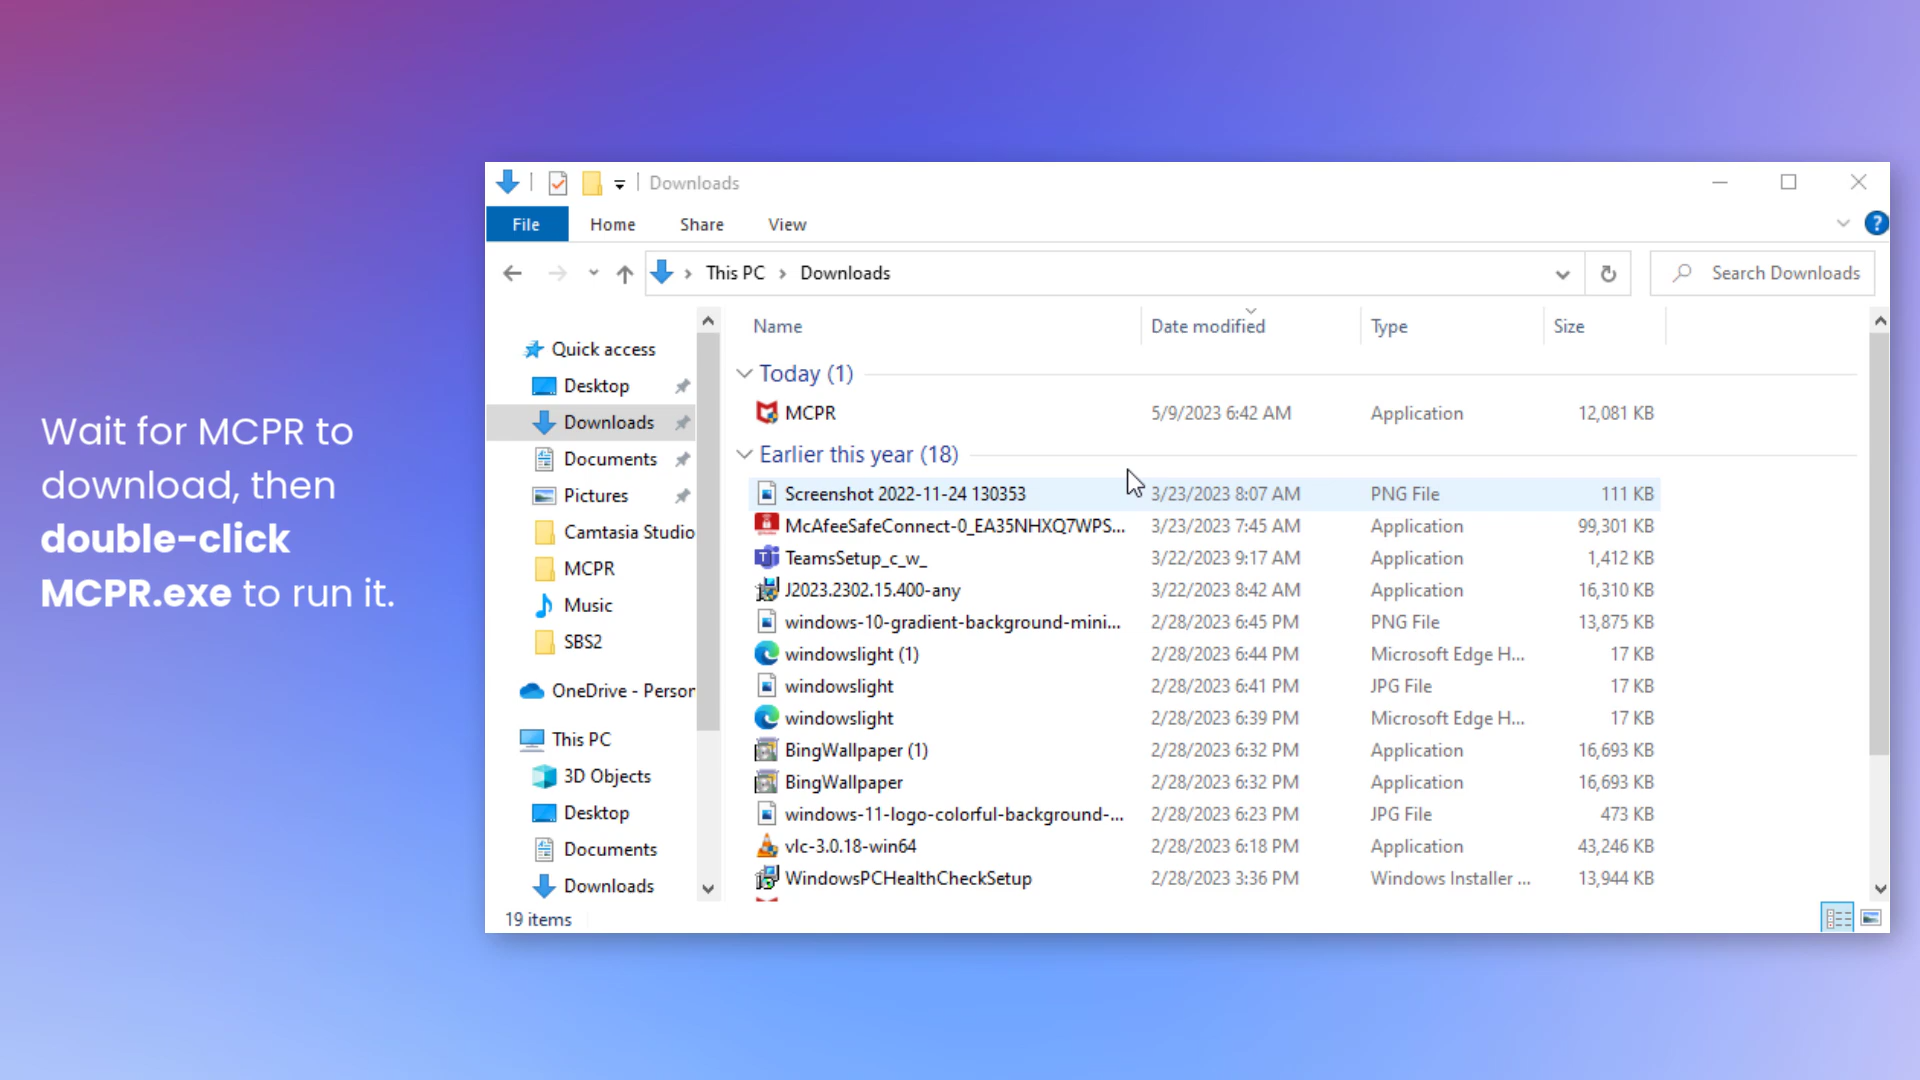 Wait for MCPR to
download, then
double-click
MCPR.exe to run it.
Downloads
File Home Share View
This PC Downloads
Search Downloads
Quick access
Desktop
Downloads
Documents
Pictures
Camtasia Studio
MCPR
Music
SBS2
OneDrive - Person
This PC
3D Objects
Desktop
Documents
Downloads
Name Date modified Type Size
Today (1)
MCPR 5/9/2023 6:42 AM Application 12,081 KB
Earlier this year (18)
Screenshot 2022-11-24 130353 3/23/2023 8:07 AM PNG File 111 KB
McAfeeSafeConnect-0_EA35NHXQ7WPS... 3/23/2023 7:45 AM Application 99,301 KB
TeamsSetup_c_w_ 3/22/2023 9:17 AM Application 1,412 KB
J2023.2302.15.400-any 3/22/2023 8:42 AM Application 16,310 KB
windows-10-gradient-background-mini... 2/28/2023 6:45 PM PNG File 13,875 KB
windowslight (1) 2/28/2023 6:44 PM Microsoft Edge H... 17 KB
windowslight 2/28/2023 6:41 PM JPG File 17 KB
windowslight 2/28/2023 6:39 PM Microsoft Edge H... 17 KB
BingWallpaper (1) 2/28/2023 6:32 PM Application 16,693 KB
BingWallpaper 2/28/2023 6:32 PM Application 16,693 KB
windows-11-logo-colorful-background-... 2/28/2023 6:23 PM JPG File 473 KB
vlc-3.0.18-win64 2/28/2023 6:18 PM Application 43,246 KB
WindowsPCHealthCheckSetup 2/28/2023 3:36 PM Windows Installer ... 13,944 KB
19 items